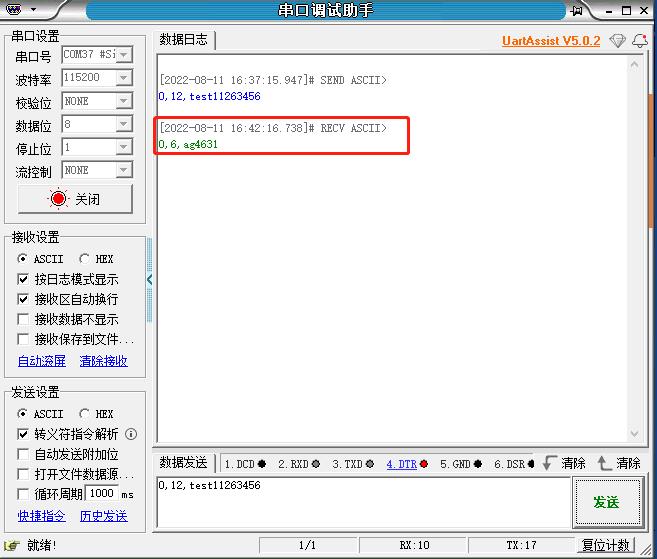 串口调试助手
串口设置
串口号 COM37 #Si
波特率 115200
校验位 NONE
数据位 8
停止位 1
流控制 NONE
关闭
接收设置
ASCII HEX
按日志模式显示
接收区自动换行
接收数据不显示
接收保存到文件...
自动滚屏 清除接收
发送设置
ASCII HEX
转义符指令解析
自动发送附加位
打开文件数据源...
循环周期 1000 ms
快捷指令 历史发送
数据日志
UartAssist V5.0.2
[2022-08-11 16:37:15.947]# SEND ASCII>
0,12,test11263456
[2022-08-11 16:42:16.738]# RECV ASCII>
0,6,ag4631
数据发送 1.DCD 2.RXD 3.TXD 4.DTR 5.GND 6.DSR 清除 清除
0,12,test11263456
发送
就绪! 1/1 RX:10 TX:17 复位计数